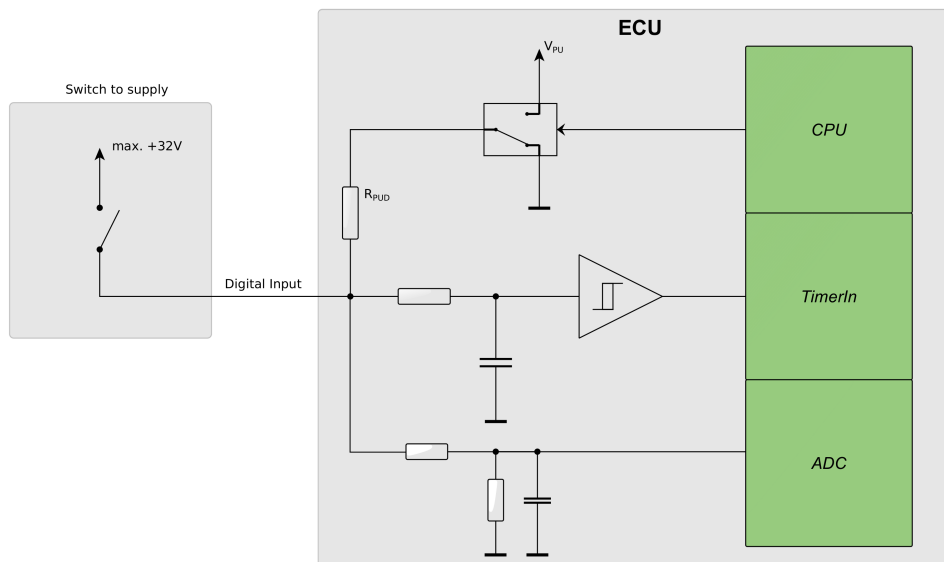 ECU
V_PU
Switch to supply
max. +32V
CPU
R_PUD
Digital Input
TimerIn
ADC